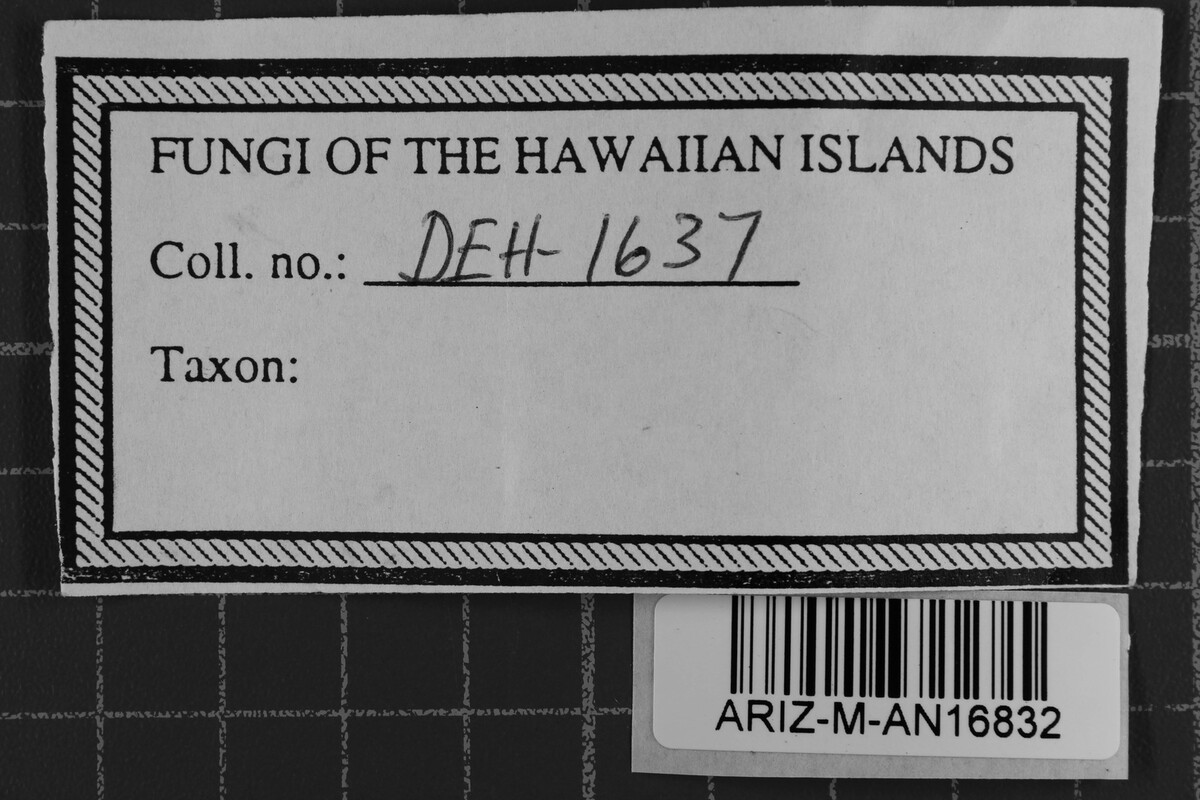 FUNGI OF THE HAWAIIAN ISLANDS
Coll. no.: DEH-1637
Taxon:
ARIZ-M-AN16832